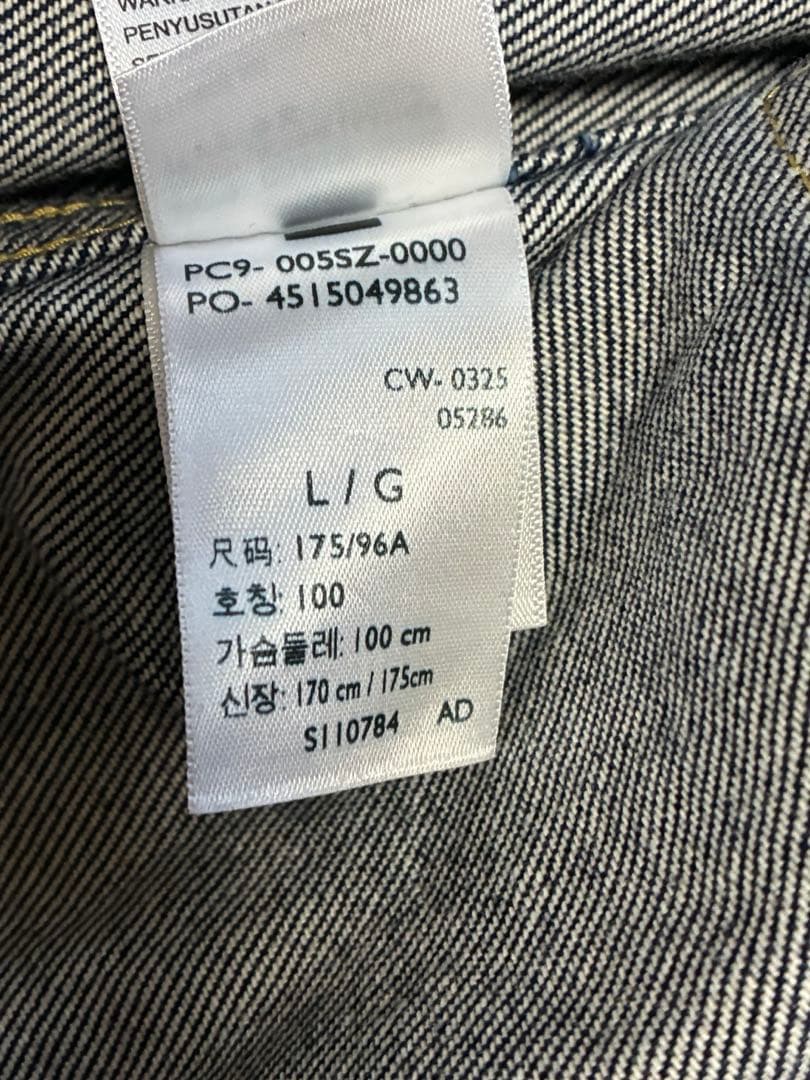 PENYUSUTAN
PC9- 005SZ-0000
PO- 4515049863
CW- 0325
05286
L / G
尺码: 175/96A
호칭: 100
가슴둘레: 100 cm
신장: 170 cm / 175cm
S110784 AD